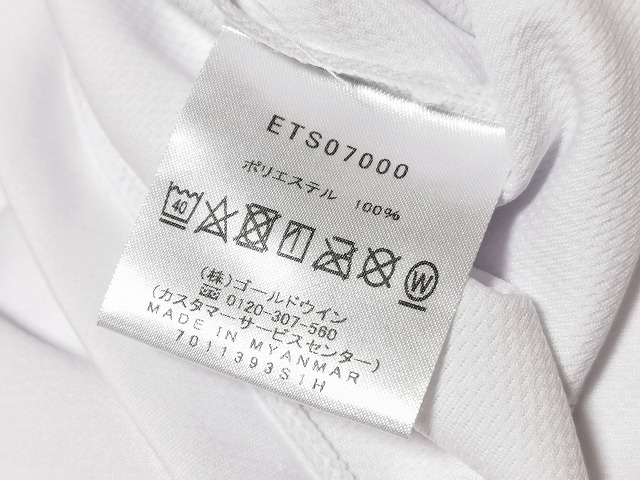 ETS07000
ポリエステル 100%
40
W
(株)ゴールドウイン
0120-307-560
(カスタマーサービスセンター)
MADE IN MYANMAR
7011393S1H